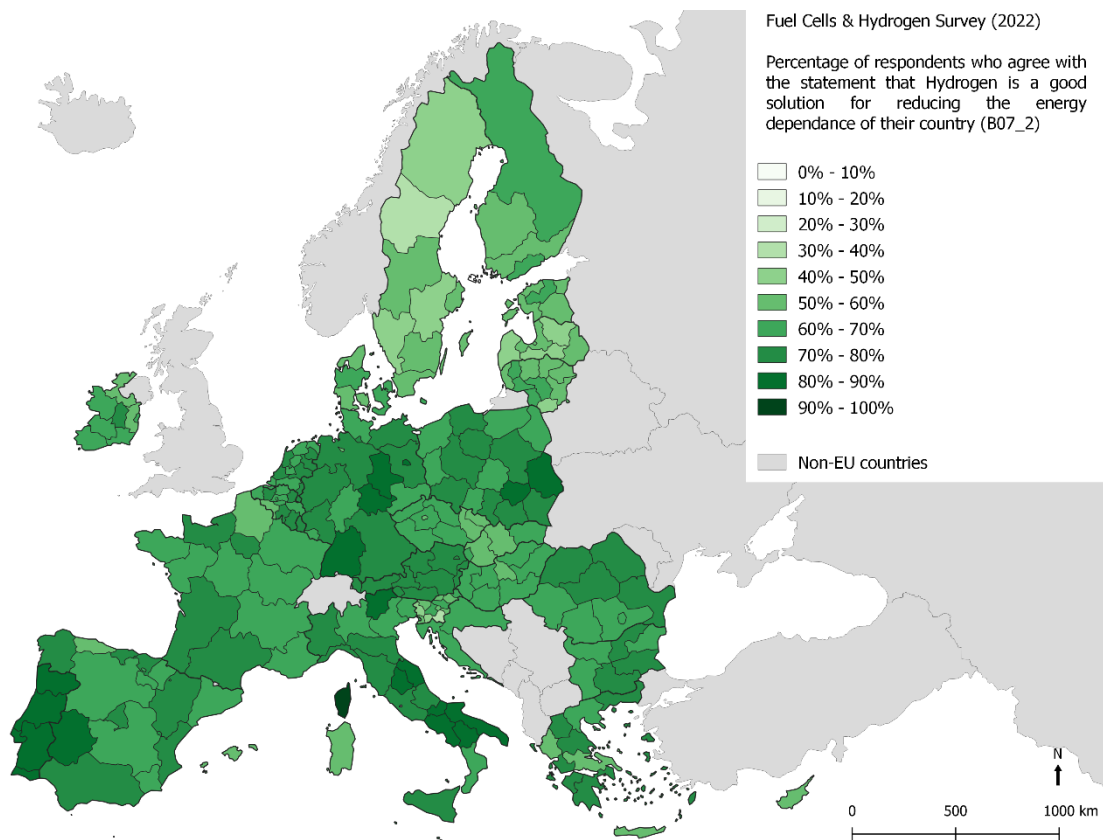 Fuel Cells & Hydrogen Survey (2022)
Percentage of respondents who agree with
the statement that Hydrogen is a good
solution for reducing the energy
dependance of their country (B07_2)
0% - 10%
10% - 20%
20% - 30%
30% - 40%
40% - 50%
50% - 60%
60% - 70%
70% - 80%
80% - 90%
90% - 100%
Non-EU countries
N
0 500 1000 km